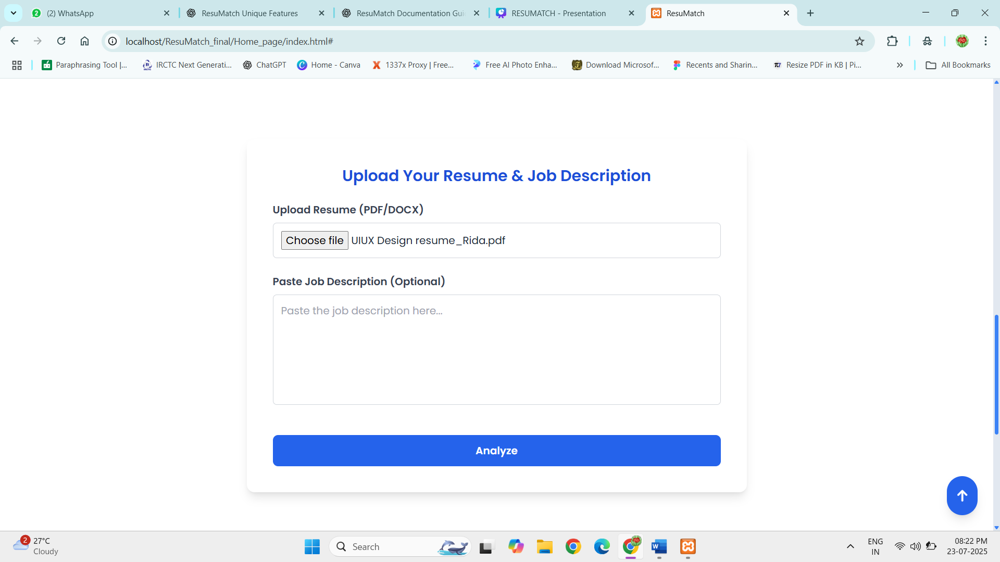 2 (2) WhatsApp
ResuMatch Unique Features
ResuMatch Documentation Gui
RESUMATCH - Presentation
ResuMatch
localhost/ResuMatch_final/Home_page/index.html#
Paraphrasing Tool |...
IRCTC Next Generati...
ChatGPT
Home - Canva
1337x Proxy | Free...
Free AI Photo Enha...
Download Microsof...
Recents and Sharin...
Resize PDF in KB | Pi...
All Bookmarks
Upload Your Resume & Job Description
Upload Resume (PDF/DOCX)
Choose file UIUX Design resume_Rida.pdf
Paste Job Description (Optional)
Paste the job description here...
Analyze
2 27°C
Cloudy
Search
ENG
IN
08:22 PM
23-07-2025